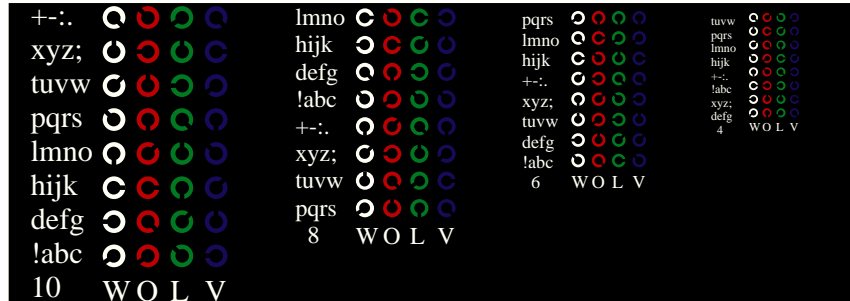 +-:.
xyz;
tuvw
pqrs
lmno
hijk
defg
!abc
10 W O L V
lmno
hijk
defg
!abc
+-:.
xyz;
tuvw
pqrs
8 W O L V
pqrs
lmno
hijk
+-:.
xyz;
tuvw
defg
!abc
6 W O L V
tuvw
pqrs
lmno
hijk
+-:.
!abc
xyz;
defg
4 W O L V